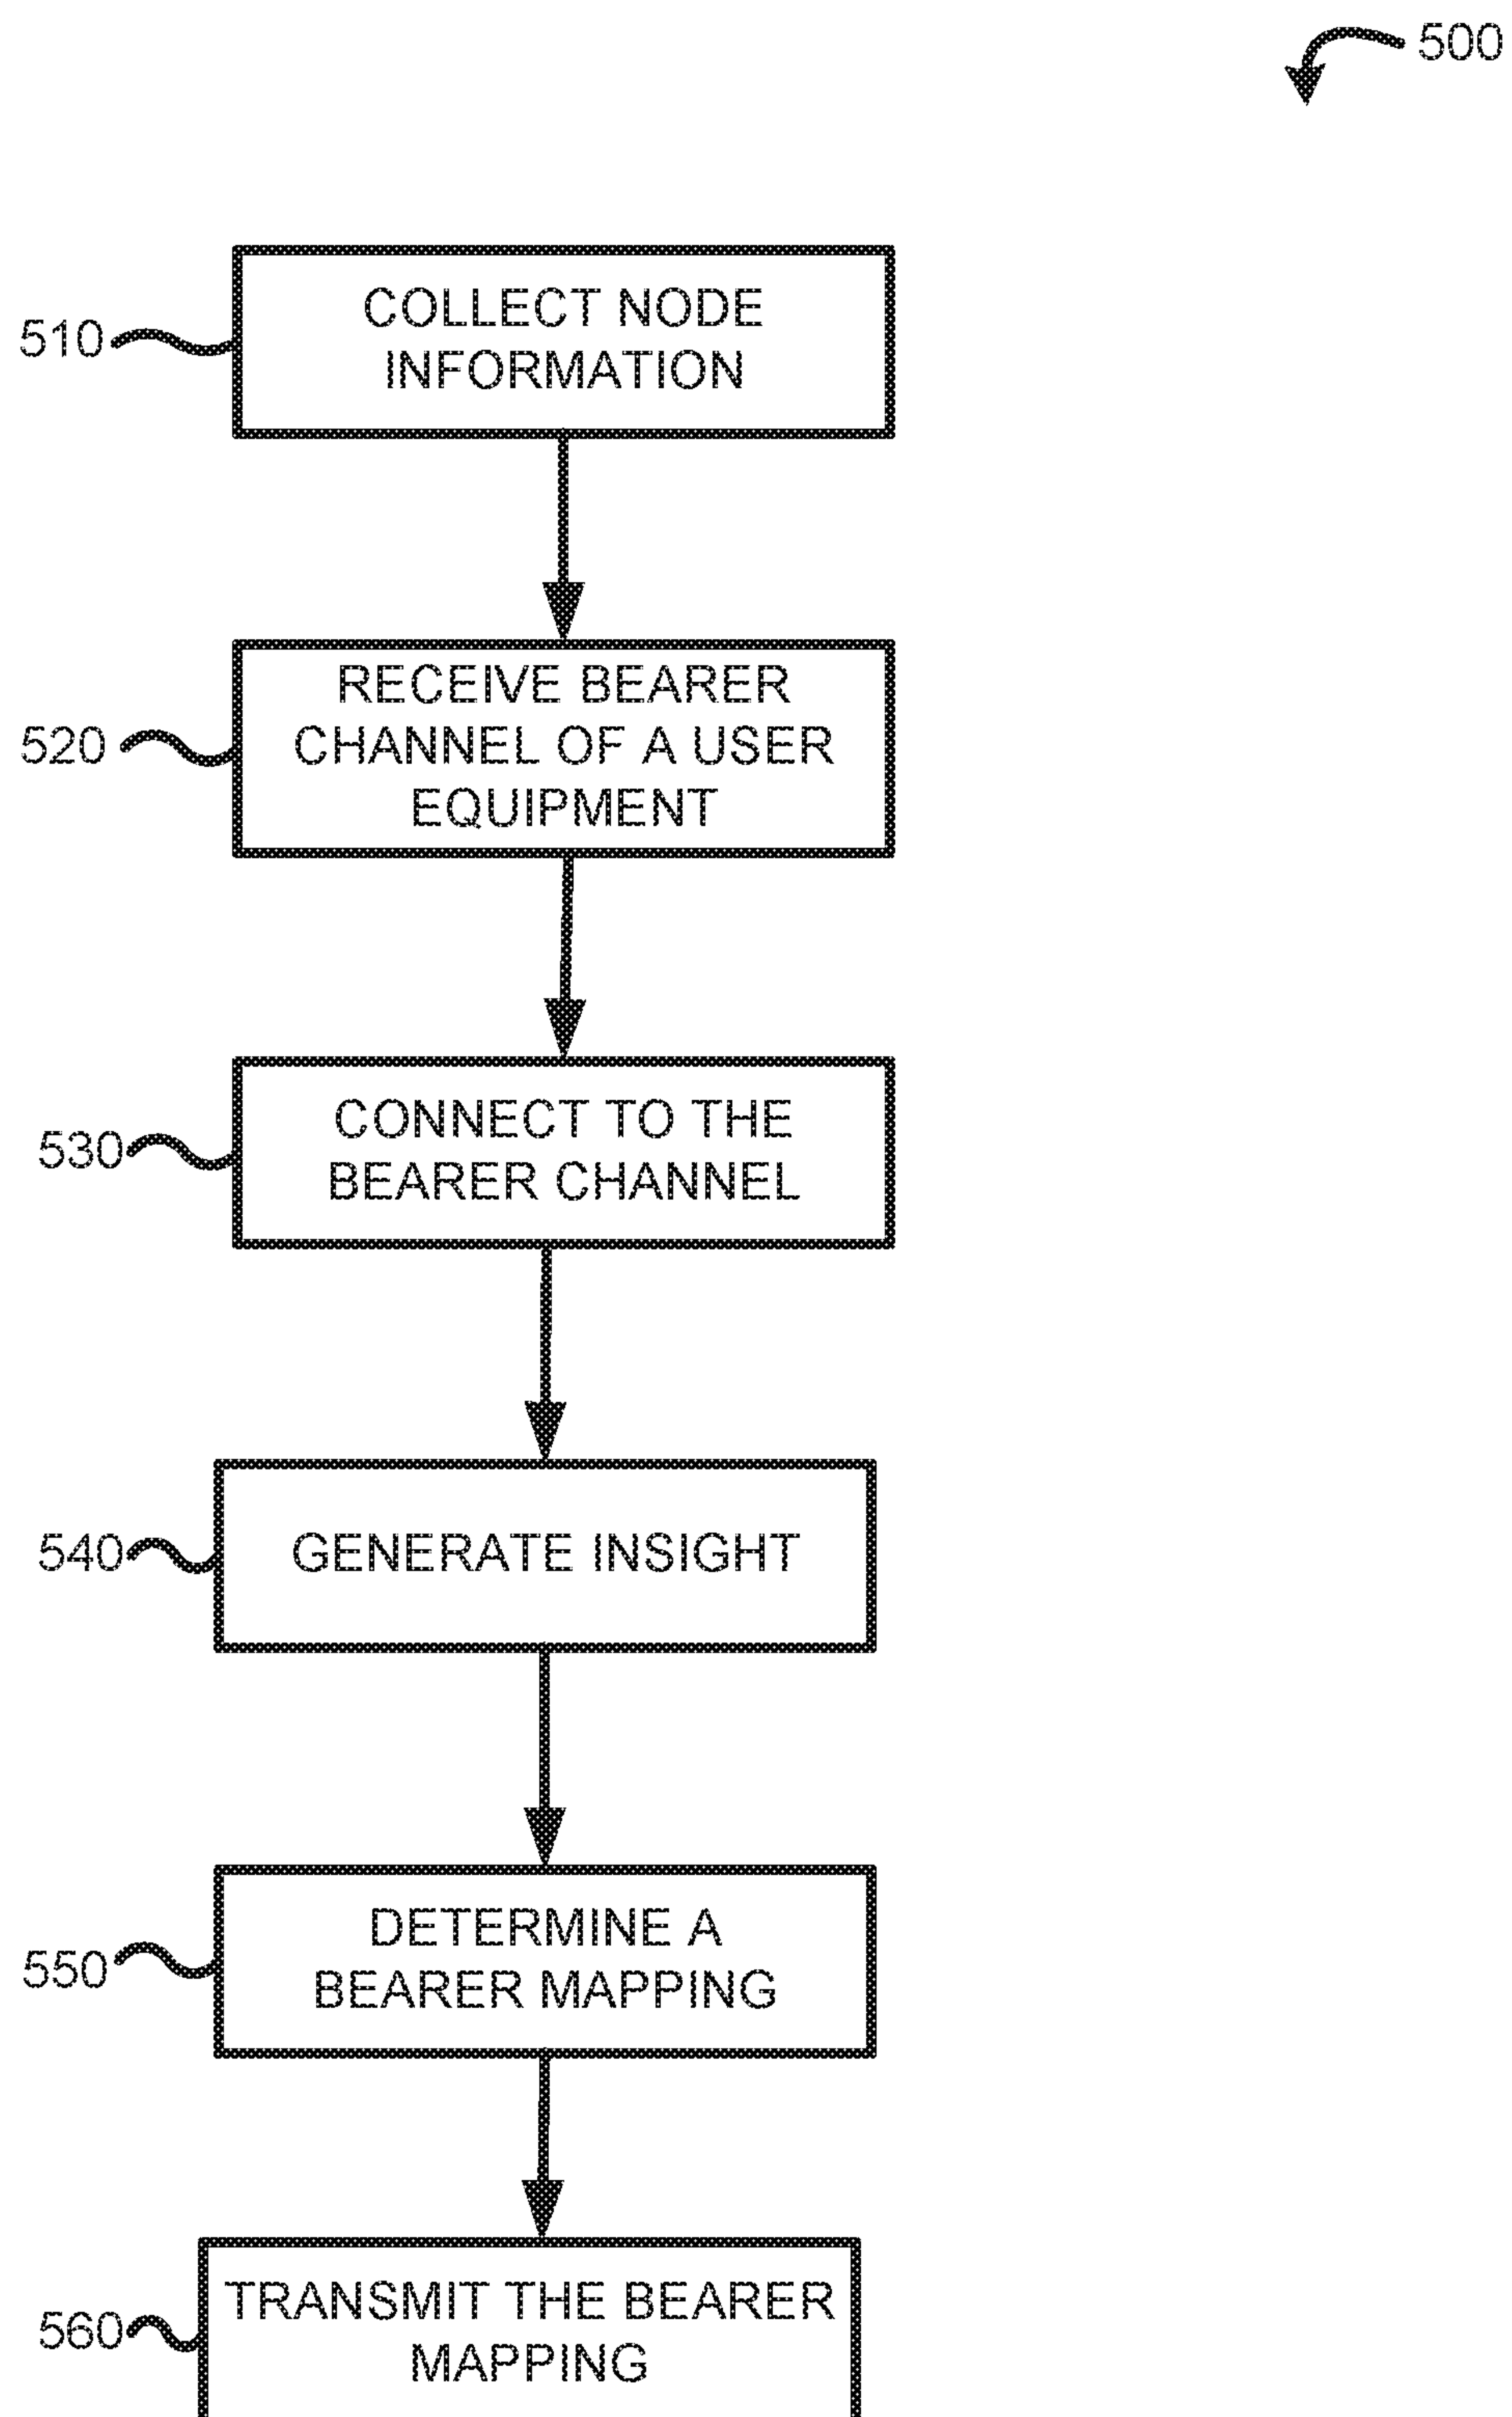 500
COLLECT NODE
INFORMATION
510
RECEIVE BEARER
CHANNEL OF A USER
EQUIPMENT
520
CONNECT TO THE
BEARER CHANNEL
530
GENERATE INSIGHT
540
DETERMINE A
BEARER MAPPING
550
TRANSMIT THE BEARER
MAPPING
560